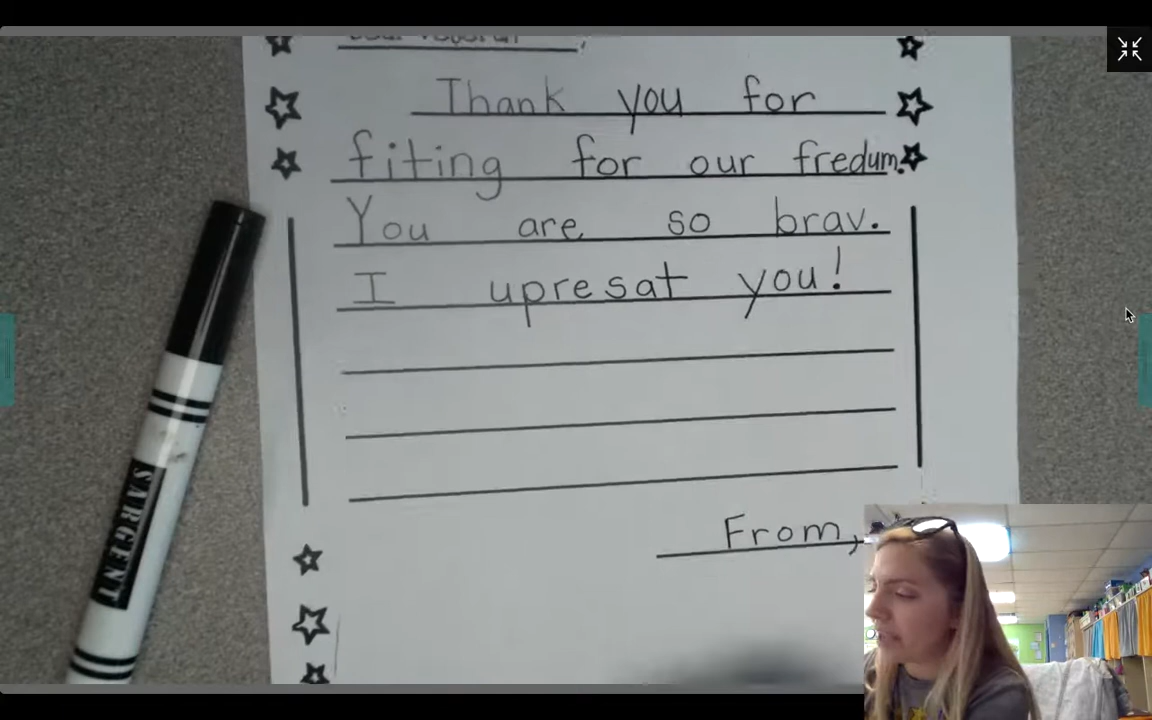 Thank you for
fiting for our fredum.
You are so brav.
I upresat you!
From,
SARGENT